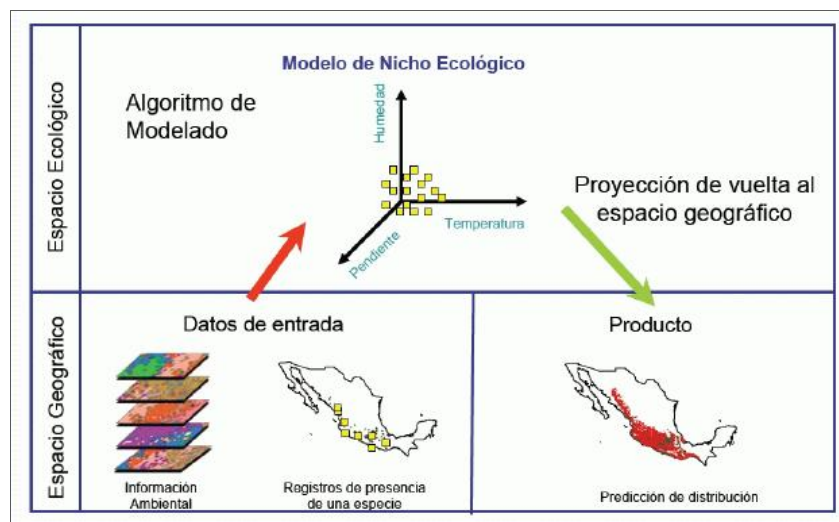 Espacio Ecológico
Modelo de Nicho Ecológico
Algoritmo de
Modelado
Humedad
Temperatura
Pendiente
Proyección de vuelta al
espacio geográfico
Espacio Geográfico
Datos de entrada
Información
Ambiental
Registros de presencia
de una especie
Producto
Predicción de distribución